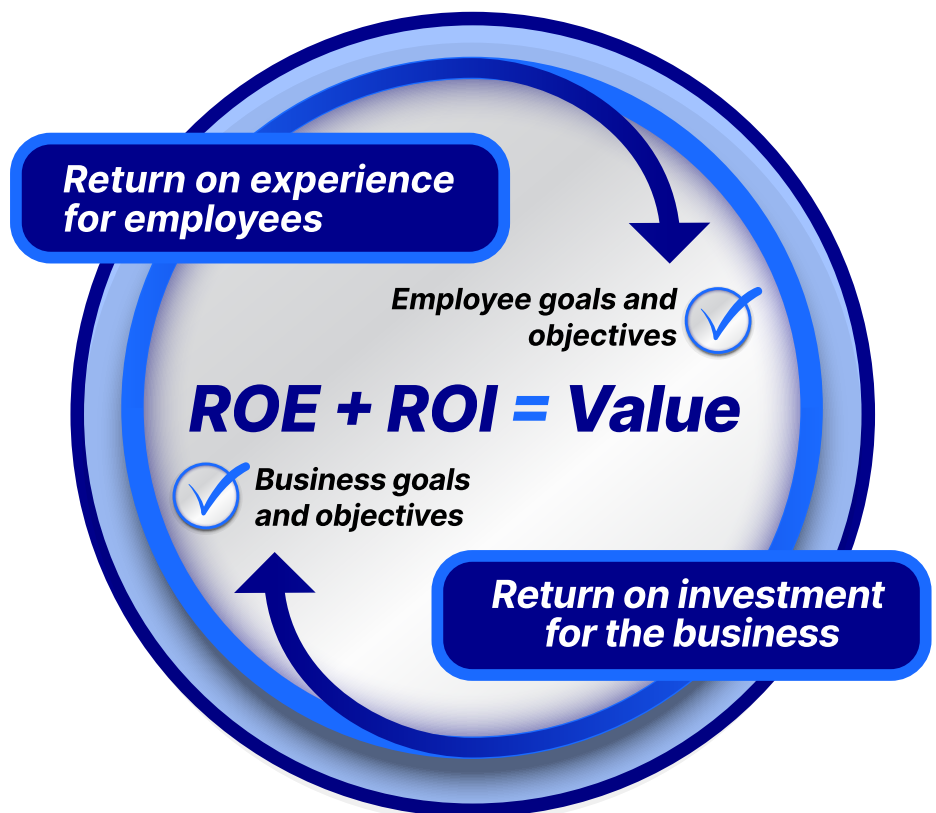 Return on experience
for employees
Employee goals and
objectives
ROE + ROI = Value
Business goals
and objectives
Return on investment
for the business